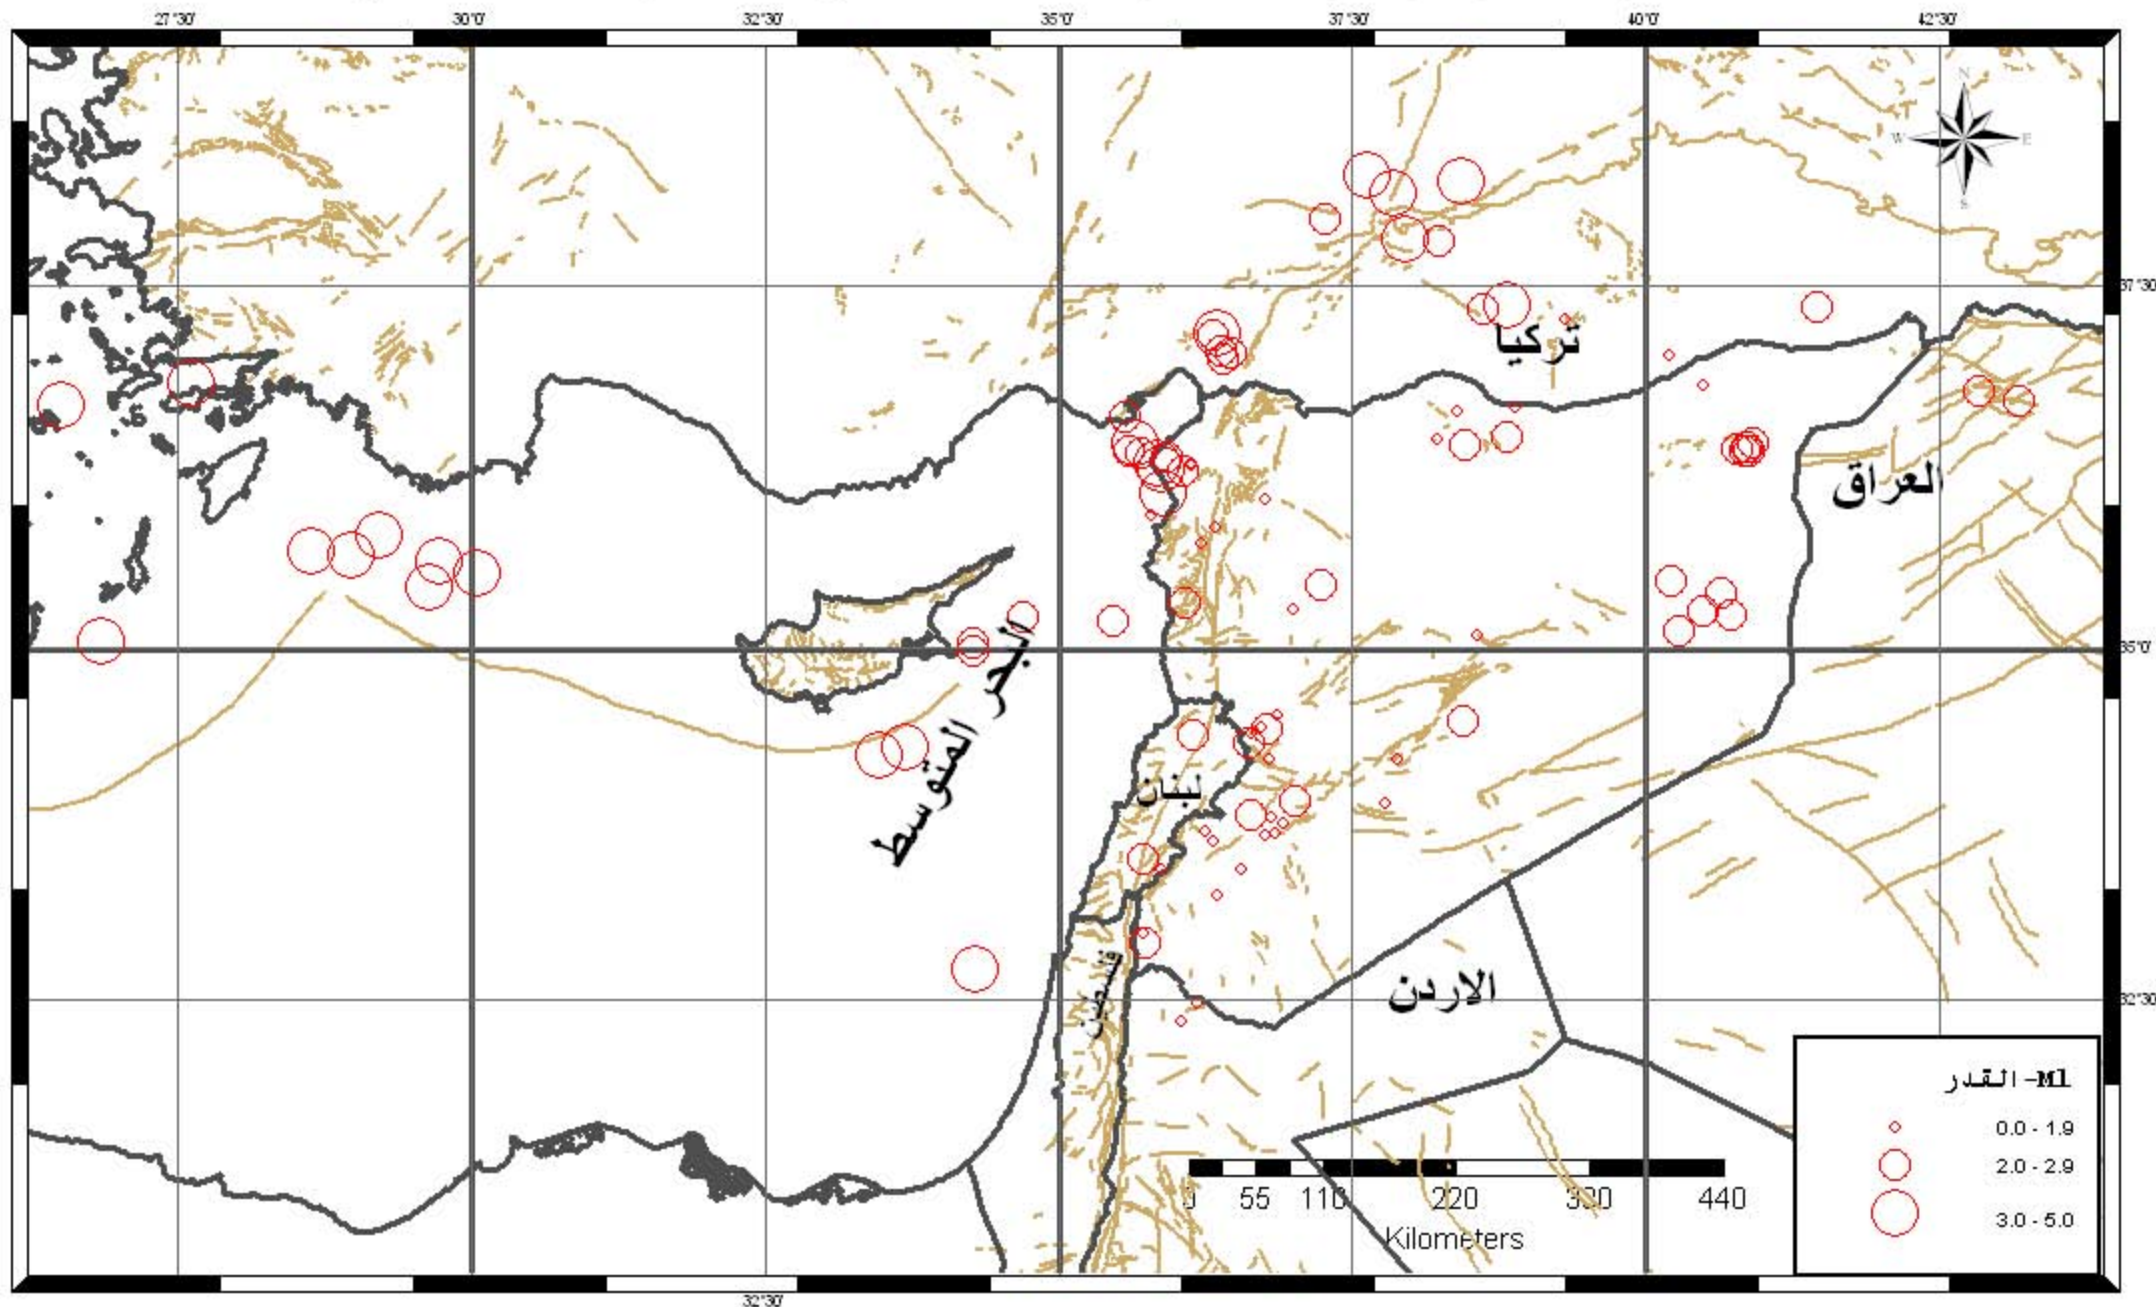 27°30' 30°0' 32°30' 35°0' 37°30' 40°0' 42°30'
N
W E
S
37°30'
تركيا
العراق
35°0'
البحر المتوسط
لبنان
فلسطين
الاردن
32°30'
القدر-Ml
0.0 - 1.9
2.0 - 2.9
3.0 - 5.0
0 55 110 220 330 440
Kilometers
32°30'